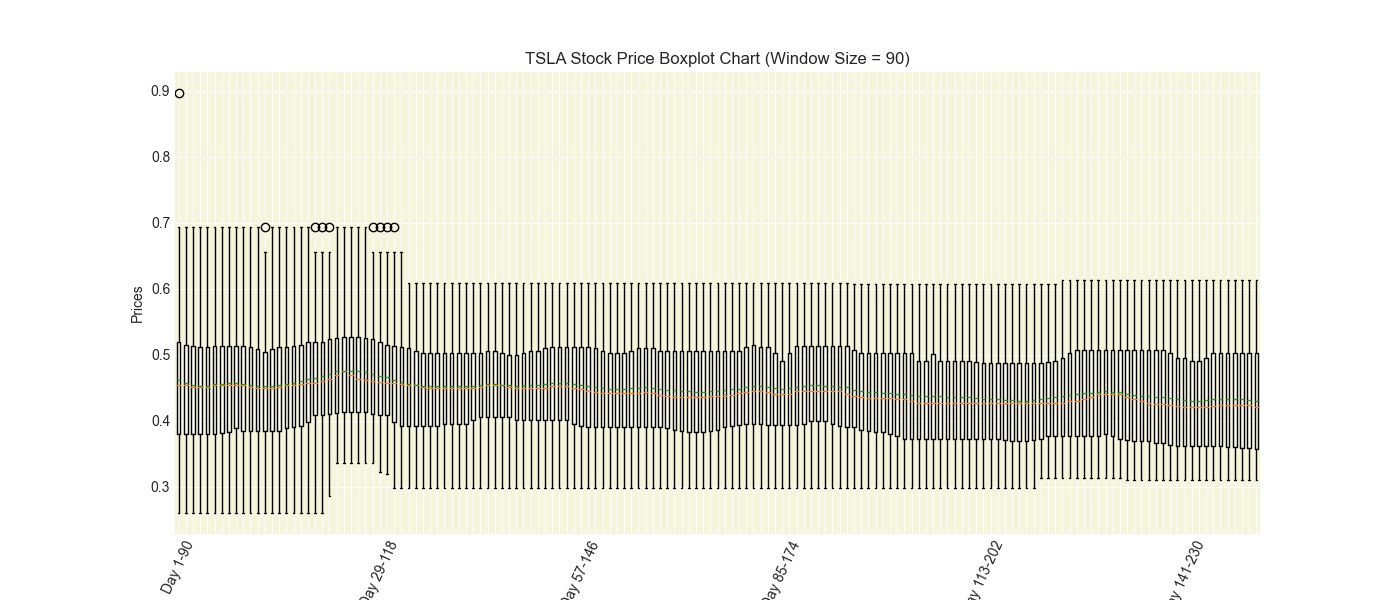 TSLA Stock Price Boxplot Chart (Window Size = 90)
Prices
0.9
0.8
0.7
0.6
0.5
0.4
0.3
Day 1-90
Day 29-118
Day 57-146
Day 85-174
Day 113-202
Day 141-230